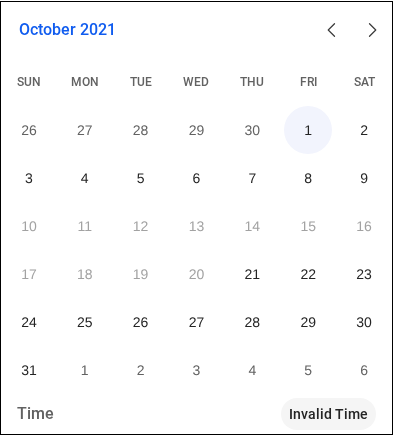 October 2021
SUN MON TUE WED THU FRI SAT
26 27 28 29 30 1 2
3 4 5 6 7 8 9
10 11 12 13 14 15 16
17 18 19 20 21 22 23
24 25 26 27 28 29 30
31 1 2 3 4 5 6
Time Invalid Time